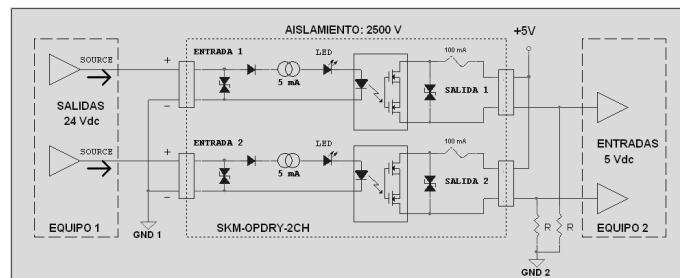 AISLAMIENTO: 2500 V
+5V
SOURCE
+
ENTRADA 1
LED
100 mA
5 mA
SALIDA 1
SALIDAS
24 Vdc
–
ENTRADAS
5 Vdc
SOURCE
+
ENTRADA 2
LED
100 mA
5 mA
SALIDA 2
–
EQUIPO 1
GND 1
SKM-OPDRY-2CH
R
R
EQUIPO 2
GND 2